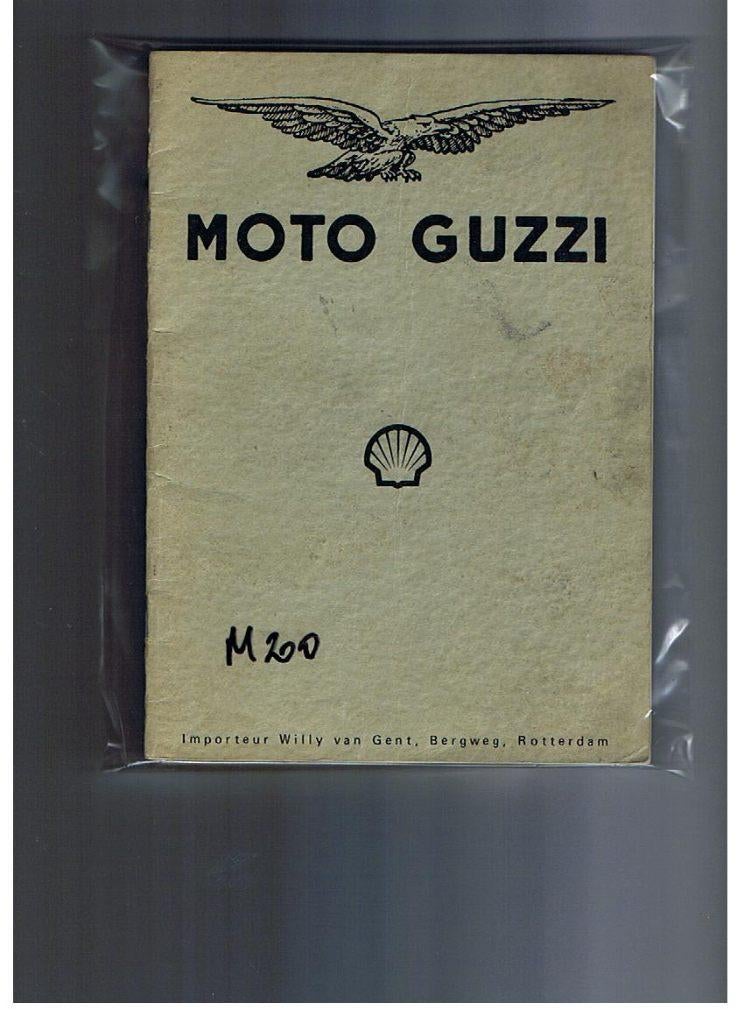 MOTO GUZZI
M200
Importeur Willy van Gent, Bergweg, Rotterdam